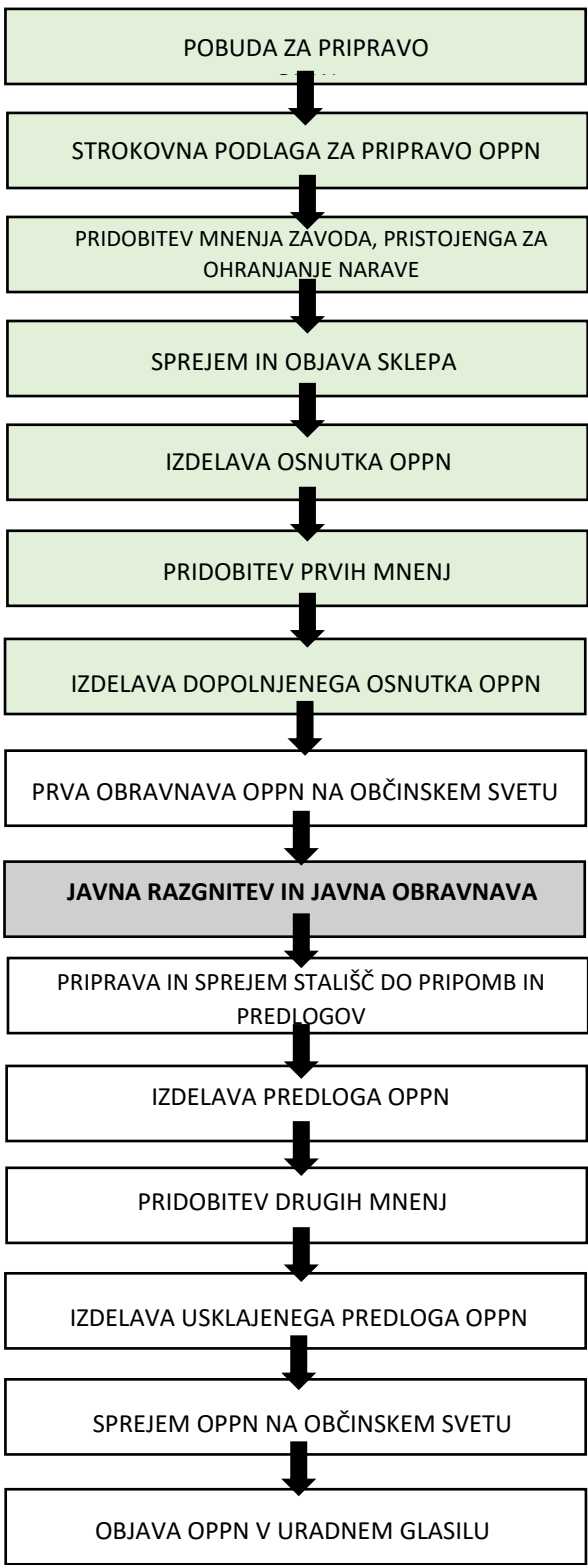 POBUDA ZA PRIPRAVO
STROKOVNA PODLAGA ZA PRIPRAVO OPPN
PRIDOBITEV MNENJA ZAVODA, PRISTOJENGA ZA
OHRANJANJE NARAVE
SPREJEM IN OBJAVA SKLEPA
IZDELAVA OSNUTKA OPPN
PRIDOBITEV PRVIH MNENJ
IZDELAVA DOPOLNJENEGA OSNUTKA OPPN
PRVA OBRAVNAVA OPPN NA OBČINSKEM SVETU
JAVNA RAZGNITEV IN JAVNA OBRAVNAVA
PRIPRAVA IN SPREJEM STALIŠČ DO PRIPOMB IN
PREDLOGOV
IZDELAVA PREDLOGA OPPN
PRIDOBITEV DRUGIH MNENJ
IZDELAVA USKLAJENEGA PREDLOGA OPPN
SPREJEM OPPN NA OBČINSKEM SVETU
OBJAVA OPPN V URADNEM GLASILU